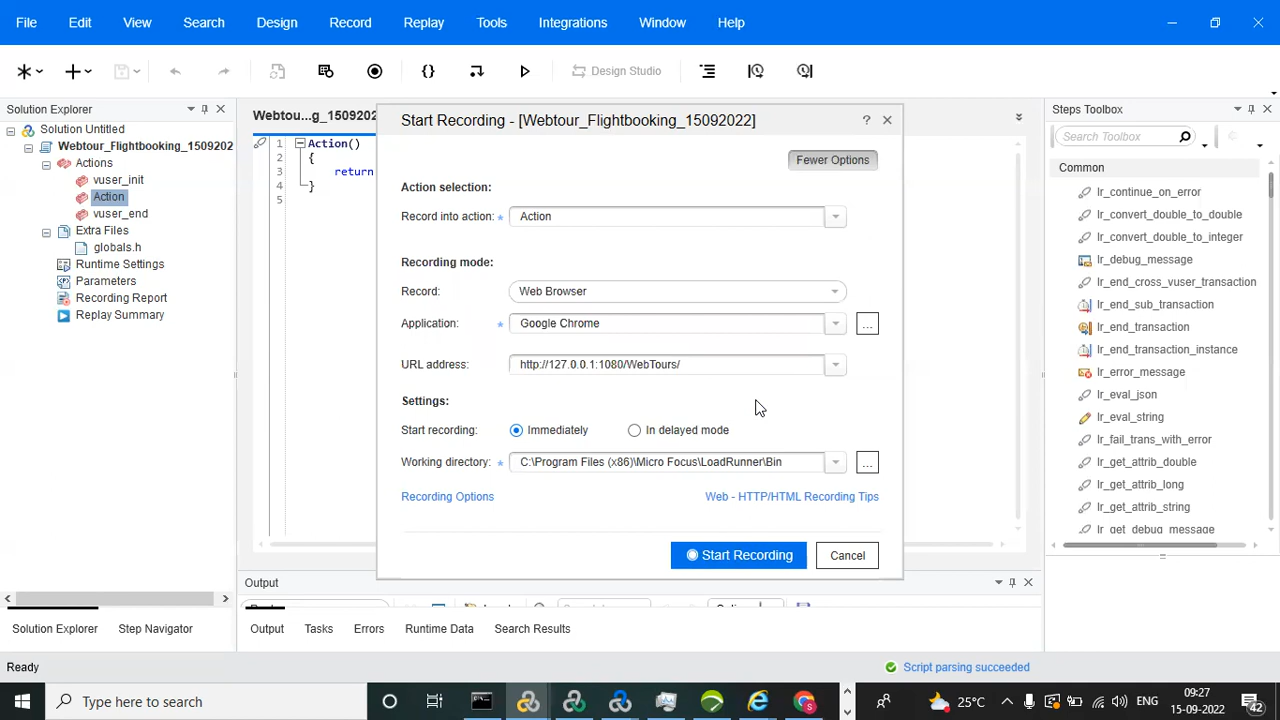 File Edit View Search Design Record Replay Tools Integrations Window Help
Design Studio
Solution Explorer
Solution Untitled
Webtour_Flightbooking_15092022
Actions
vuser_init
Action
vuser_end
Extra Files
globals.h
Runtime Settings
Parameters
Recording Report
Replay Summary
Solution Explorer Step Navigator
Webtou...g_1509202
1 Action()
2 {
3 return
4 }
5
Start Recording - [Webtour_Flightbooking_15092022]
?
Fewer Options
Action selection:
Record into action: * Action
Recording mode:
Record: Web Browser
Application: * Google Chrome ...
URL address: http://127.0.0.1:1080/WebTours/
Settings:
Start recording: Immediately In delayed mode
Working directory: * C:\Program Files (x86)\Micro Focus\LoadRunner\Bin ...
Recording Options Web - HTTP/HTML Recording Tips
Start Recording Cancel
Output
Output Tasks Errors Runtime Data Search Results
Steps Toolbox
Search Toolbox
Common
lr_continue_on_error
lr_convert_double_to_double
lr_convert_double_to_integer
lr_debug_message
lr_end_cross_vuser_transaction
lr_end_sub_transaction
lr_end_transaction
lr_end_transaction_instance
lr_error_message
lr_eval_json
lr_eval_string
lr_fail_trans_with_error
lr_get_attrib_double
lr_get_attrib_long
lr_get_attrib_string
lr_get_debug_message
Ready Script parsing succeeded
Type here to search 25°C ENG 09:27
15-09-2022 42